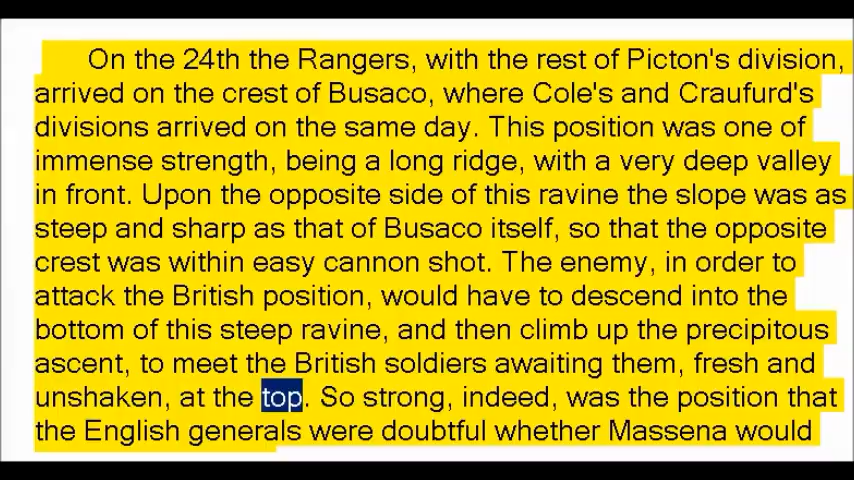 On the 24th the Rangers, with the rest of Picton's division,
arrived on the crest of Busaco, where Cole's and Craufurd's
divisions arrived on the same day. This position was one of
immense strength, being a long ridge, with a very deep valley
in front. Upon the opposite side of this ravine the slope was as
steep and sharp as that of Busaco itself, so that the opposite
crest was within easy cannon shot. The enemy, in order to
attack the British position, would have to descend into the
bottom of this steep ravine, and then climb up the precipitous
ascent, to meet the British soldiers awaiting them, fresh and
unshaken, at the top. So strong, indeed, was the position that
the English generals were doubtful whether Massena would